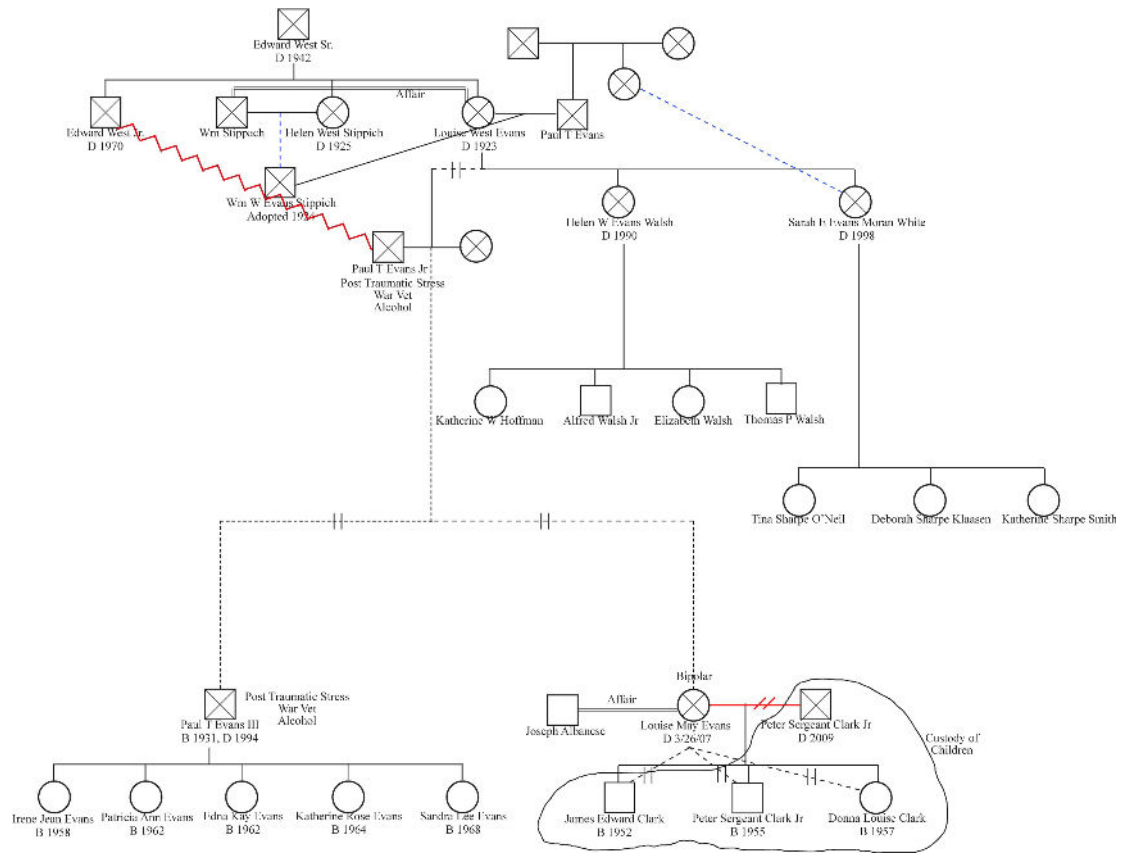 Edward West Sr.
D 1942
Affair
Edward West Jr.
D 1970
Wm Stippich
Helen West Stippich
D 1925
Louise West Evans
D 1923
Paul T Evans
Wm W Evans Stippich
Adopted 1924
Helen W Evans Walsh
D 1990
Sarah E Evans Moran White
D 1998
Paul T Evans Jr
Post Traumatic Stress
War Vet
Alcohol
Katherine W Hoffman
Alfred Walsh Jr
Elizabeth Walsh
Thomas P Walsh
Tina Sharpe O'Neil
Deborah Sharpe Klaasen
Katherine Sharpe Smith
Post Traumatic Stress
War Vet
Alcohol
Paul T Evans III
B 1931, D 1994
Bipolar
Affair
Joseph Albanese
Louise May Evans
D 3/26/07
Peter Sergeant Clark Jr
D 2009
Custody of
Children
Irene Jean Evans
B 1958
Patricia Ann Evans
B 1962
Edna Kay Evans
B 1962
Katherine Rose Evans
B 1964
Sandra Lee Evans
B 1968
James Edward Clark
B 1952
Peter Sergeant Clark Jr
B 1955
Donna Louise Clark
B 1957